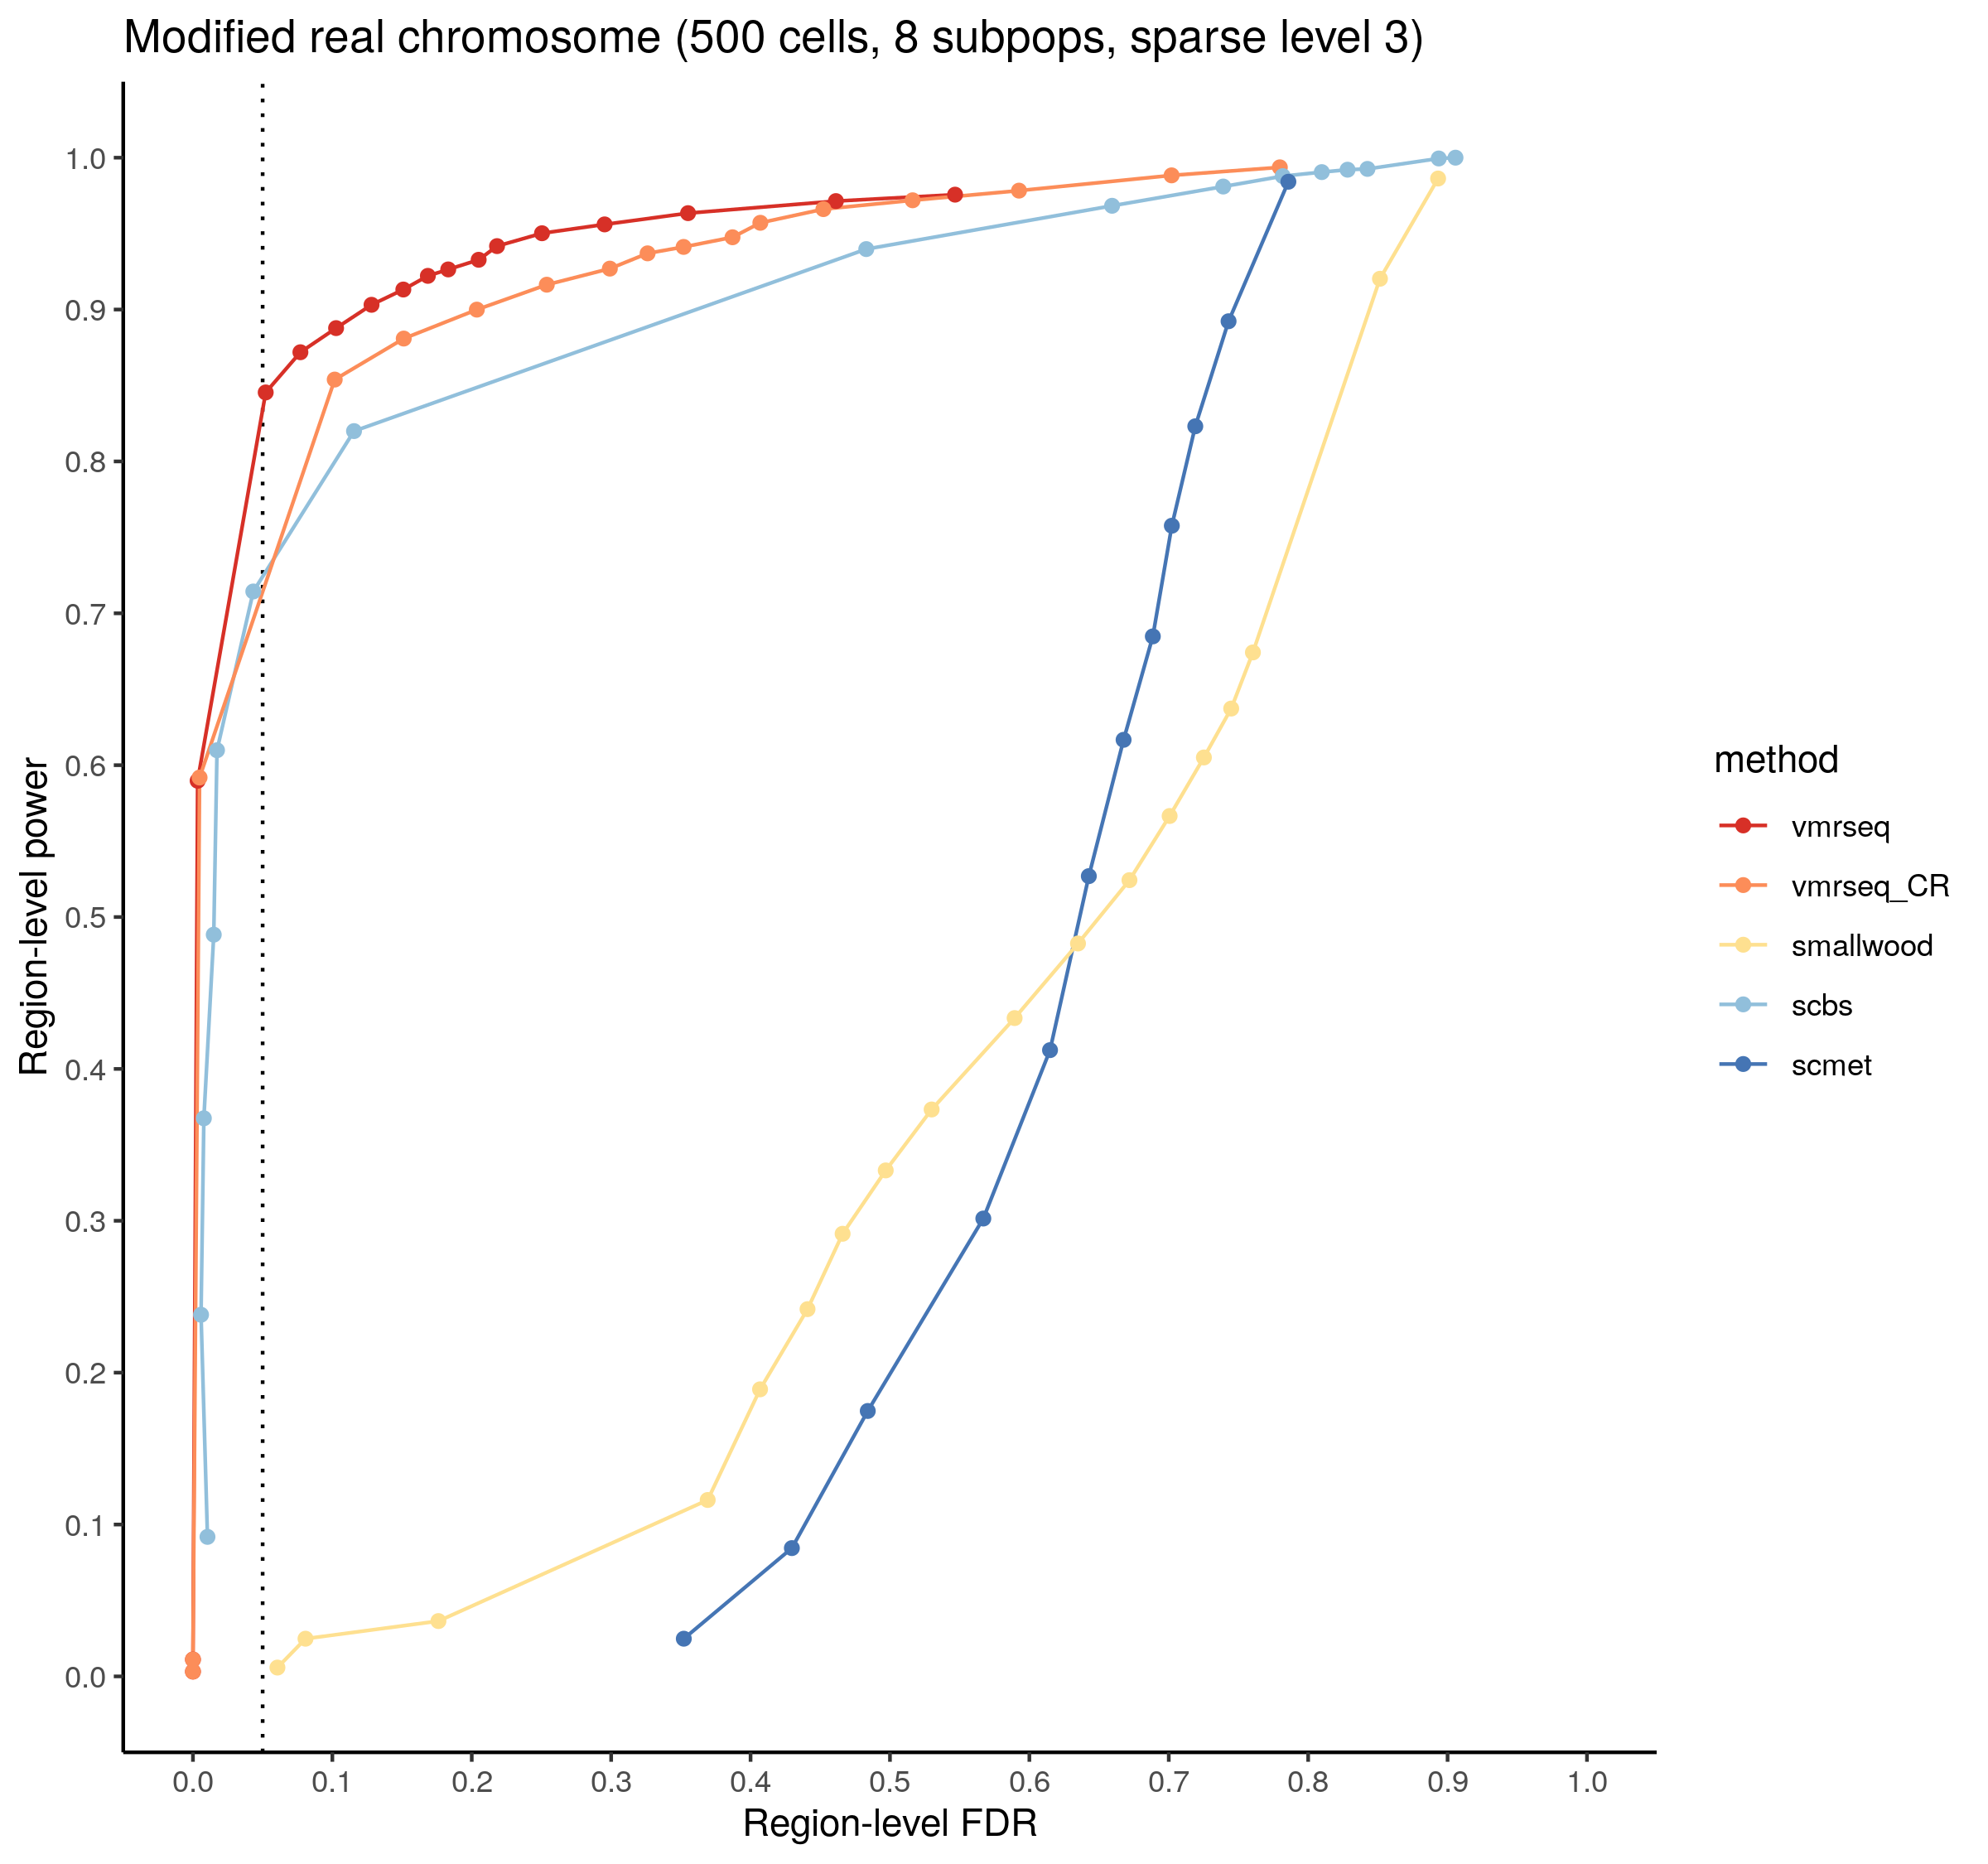 Modified real chromosome (500 cells, 8 subpops, sparse level 3)
Region-level power
1.0
0.9
0.8
0.7
0.6
0.5
0.4
0.3
0.2
0.1
0.0
0.0 0.1 0.2 0.3 0.4 0.5 0.6 0.7 0.8 0.9 1.0
Region-level FDR
method
vmrseq
vmrseq_CR
smallwood
scbs
scmet